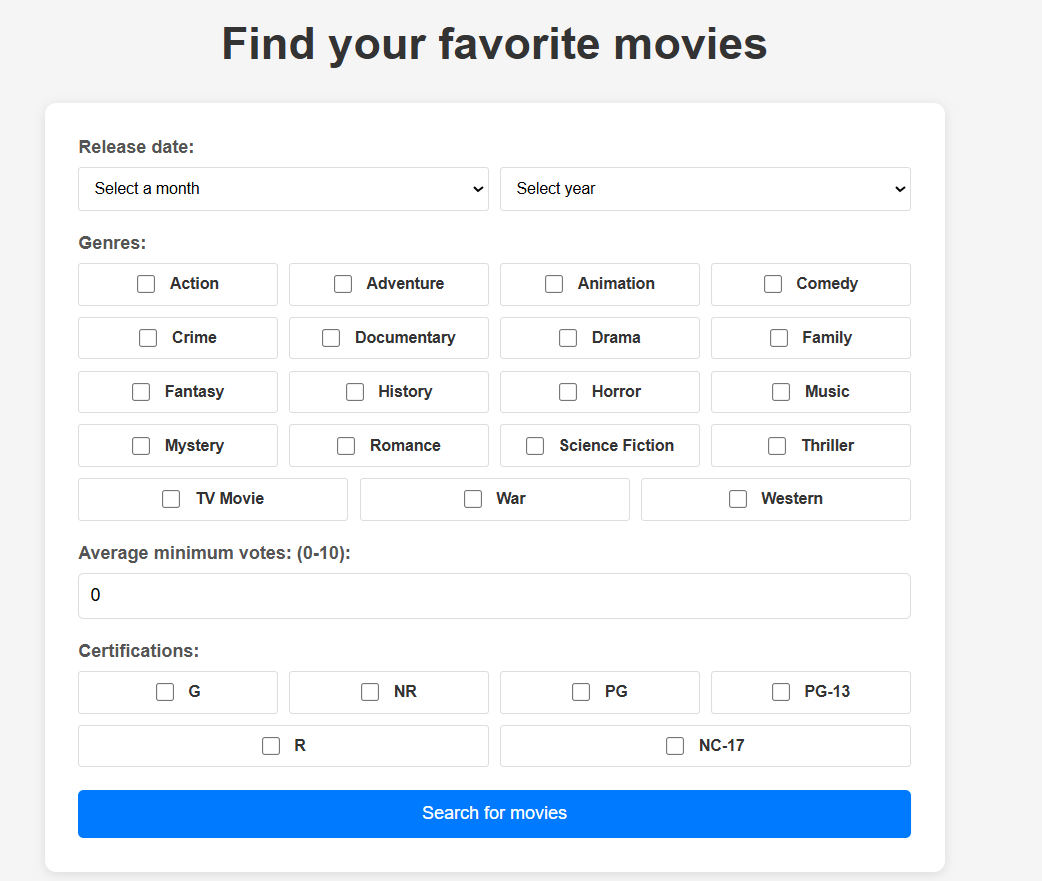 Find your favorite movies
Release date:
Select a month Select year
Genres:
Action Adventure Animation Comedy
Crime Documentary Drama Family
Fantasy History Horror Music
Mystery Romance Science Fiction Thriller
TV Movie War Western
Average minimum votes: (0-10):
0
Certifications:
G NR PG PG-13
R NC-17
Search for movies